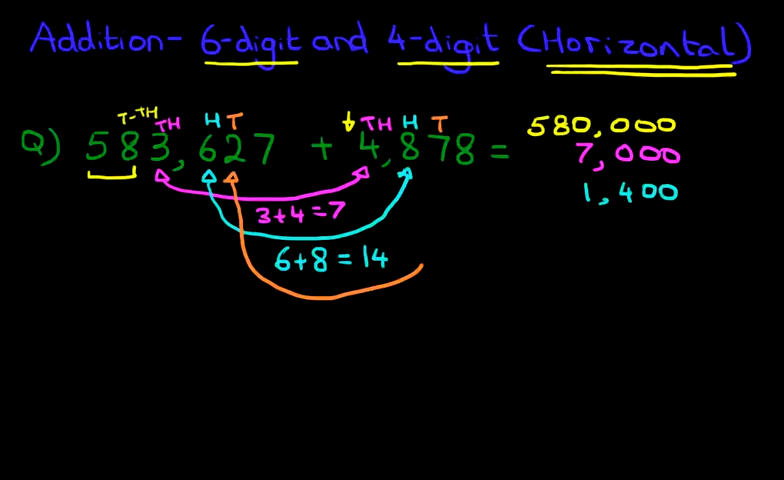 Addition- 6-digit and 4-digit (Horizontal)
T-TH TH H T TH H T
Q) 583,627 + 4,878 =
580,000
7,000
1,400
3+4=7
6+8=14